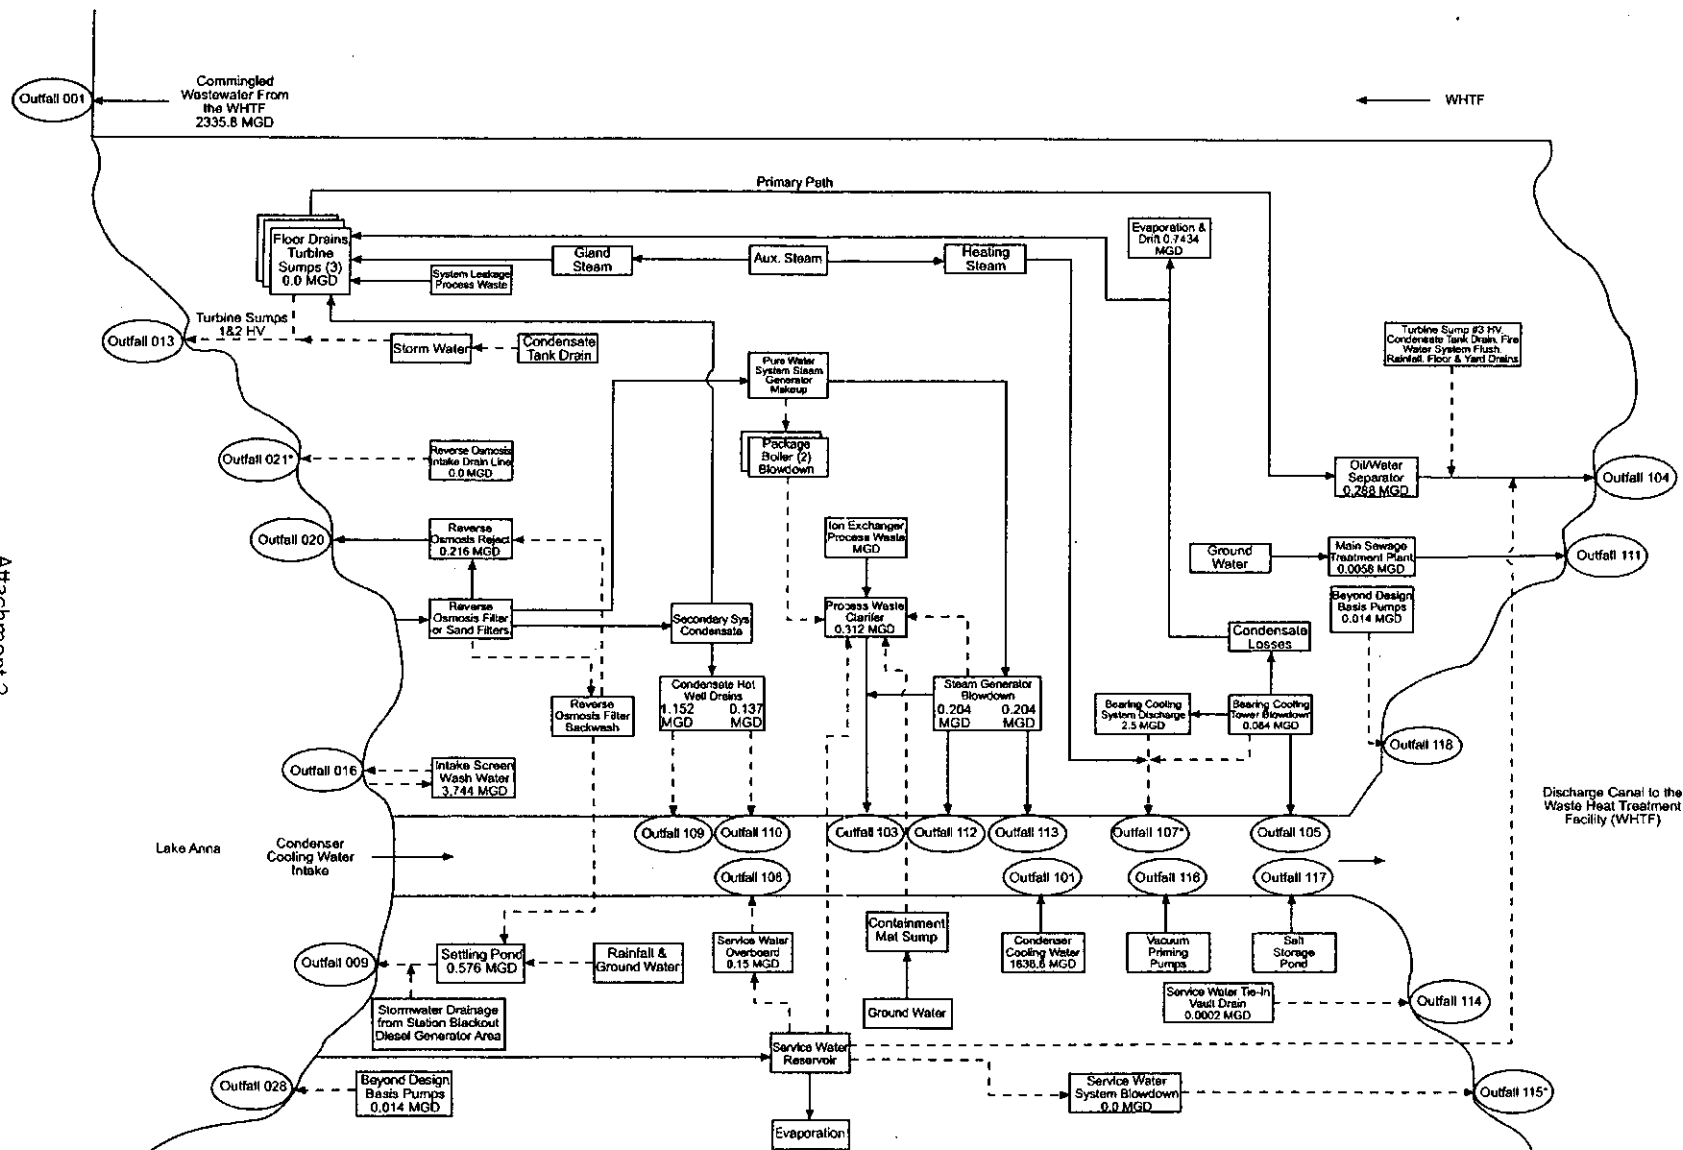 Outfall 001
Commingled
Wastewater From
the WHTF
2335.8 MGD
WHTF
Primary Path
Floor Drains
Turbine
Sumps (3)
0.0 MGD
Gland
Steam
Aux. Steam
Heating
Steam
Evaporation &
Drift 0.7434
MGD
System Leakage
Process Waste
Turbine Sumps
1&2 HV
Outfall 013
Storm Water
Condensate
Tank Drain
Turbine Sump #3 HV,
Condensate Tank Drain, Fire
Water System Flush,
Rainfall, Floor & Yard Drains
Pure Water
System Steam
Generator
Makeup
Package
Boiler (2)
Blowdown
Outfall 021*
Reverse Osmosis
Intake Drain Line
0.0 MGD
Oil/Water
Separator
0.288 MGD
Outfall 104
Outfall 020
Reverse
Osmosis Reject
0.216 MGD
Ion Exchanger
Process Waste
MGD
Ground
Water
Main Sewage
Treatment Plant
0.0058 MGD
Outfall 111
Reverse
Osmosis Filter
or Sand Filters
Secondary Sys
Condensate
Process Waste
Clarifer
0.312 MGD
Beyond Design
Basis Pumps
0.014 MGD
Condensate
Losses
Attachment 2
Reverse
Osmosis Filter
Backwash
Condensate Hot
Well Drains
1.152 0.137
MGD MGD
Steam Generator
Blowdown
0.204 0.204
MGD MGD
Bearing Cooling
System Discharge
2.5 MGD
Bearing Cooling
Tower Blowdown
0.084 MGD
Outfall 118
Outfall 016
Intake Screen
Wash Water
3.744 MGD
Discharge Canal to the
Waste Heat Treatment
Facility (WHTF)
Outfall 109
Outfall 110
Outfall 103
Outfall 112
Outfall 113
Outfall 107*
Outfall 105
Lake Anna
Condenser
Cooling Water
Intake
Outfall 108
Outfall 101
Outfall 116
Outfall 117
Outfall 009
Settling Pond
0.576 MGD
Rainfall &
Ground Water
Service Water
Overboard
0.15 MGD
Containment
Mat Sump
Condenser
Cooling Water
1638.8 MGD
Vacuum
Priming
Pumps
Salt
Storage
Pond
Stormwater Drainage
from Station Blackout
Diesel Generator Area
Ground Water
Service Water Tie-In
Vault Drain
0.0002 MGD
Outfall 114
Service Water
Reservoir
Outfall 028
Beyond Design
Basis Pumps
0.014 MGD
Service Water
System Blowdown
0.0 MGD
Outfall 115*
Evaporation